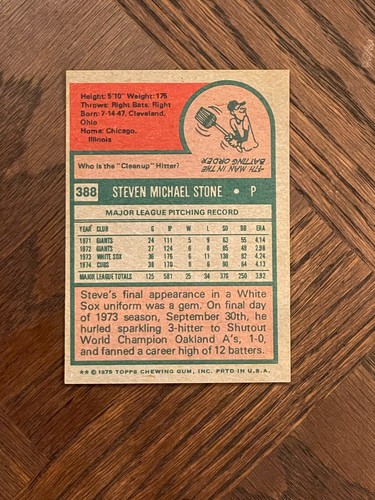 Height: 5'10" Weight: 175
Throws: Right Bats: Right
Born: 7-14-47, Cleveland,
Ohio
Home: Chicago,
Illinois
Who is the "Cleanup" Hitter?
4TH MAN IN THE
BATTING ORDER
388 STEVEN MICHAEL STONE • P
MAJOR LEAGUE PITCHING RECORD
YEAR CLUB G IP W L SO BB ERA
1971 GIANTS 24 111 5 9 63 55 4.14
1972 GIANTS 27 124 6 8 85 49 2.98
1973 WHITE SOX 36 176 6 11 138 82 4.24
1974 CUBS 38 170 8 6 90 64 4.13
MAJOR LEAGUE TOTALS 125 581 25 34 376 250 3.92
Steve's final appearance in a White
Sox uniform was a gem. On final day
of 1973 season, September 30th, he
hurled sparkling 3-hitter to Shutout
World Champion Oakland A's, 1-0,
and fanned a career high of 12 batters.
** © 1975 TOPPS CHEWING GUM, INC. PRTD IN U.S.A.